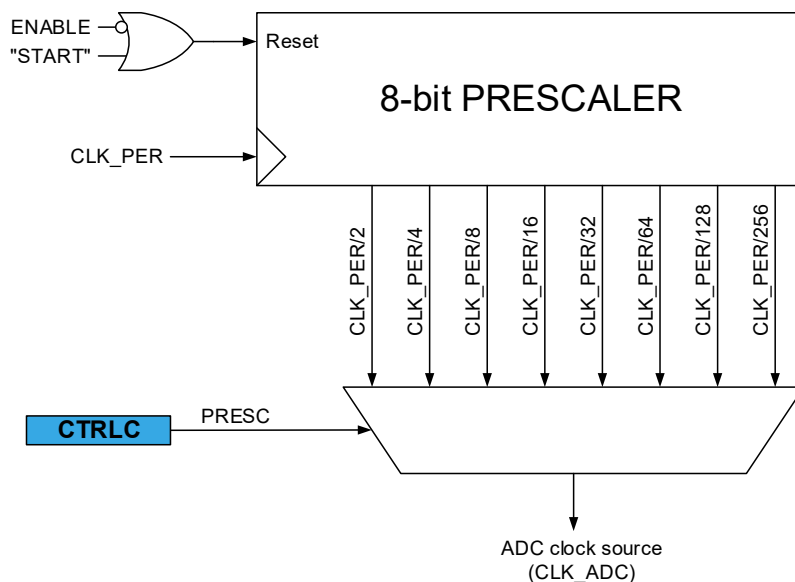 ENABLE
"START"
Reset
8-bit PRESCALER
CLK_PER
CLK_PER/2
CLK_PER/4
CLK_PER/8
CLK_PER/16
CLK_PER/32
CLK_PER/64
CLK_PER/128
CLK_PER/256
CTRLC
PRESC
ADC clock source
(CLK_ADC)